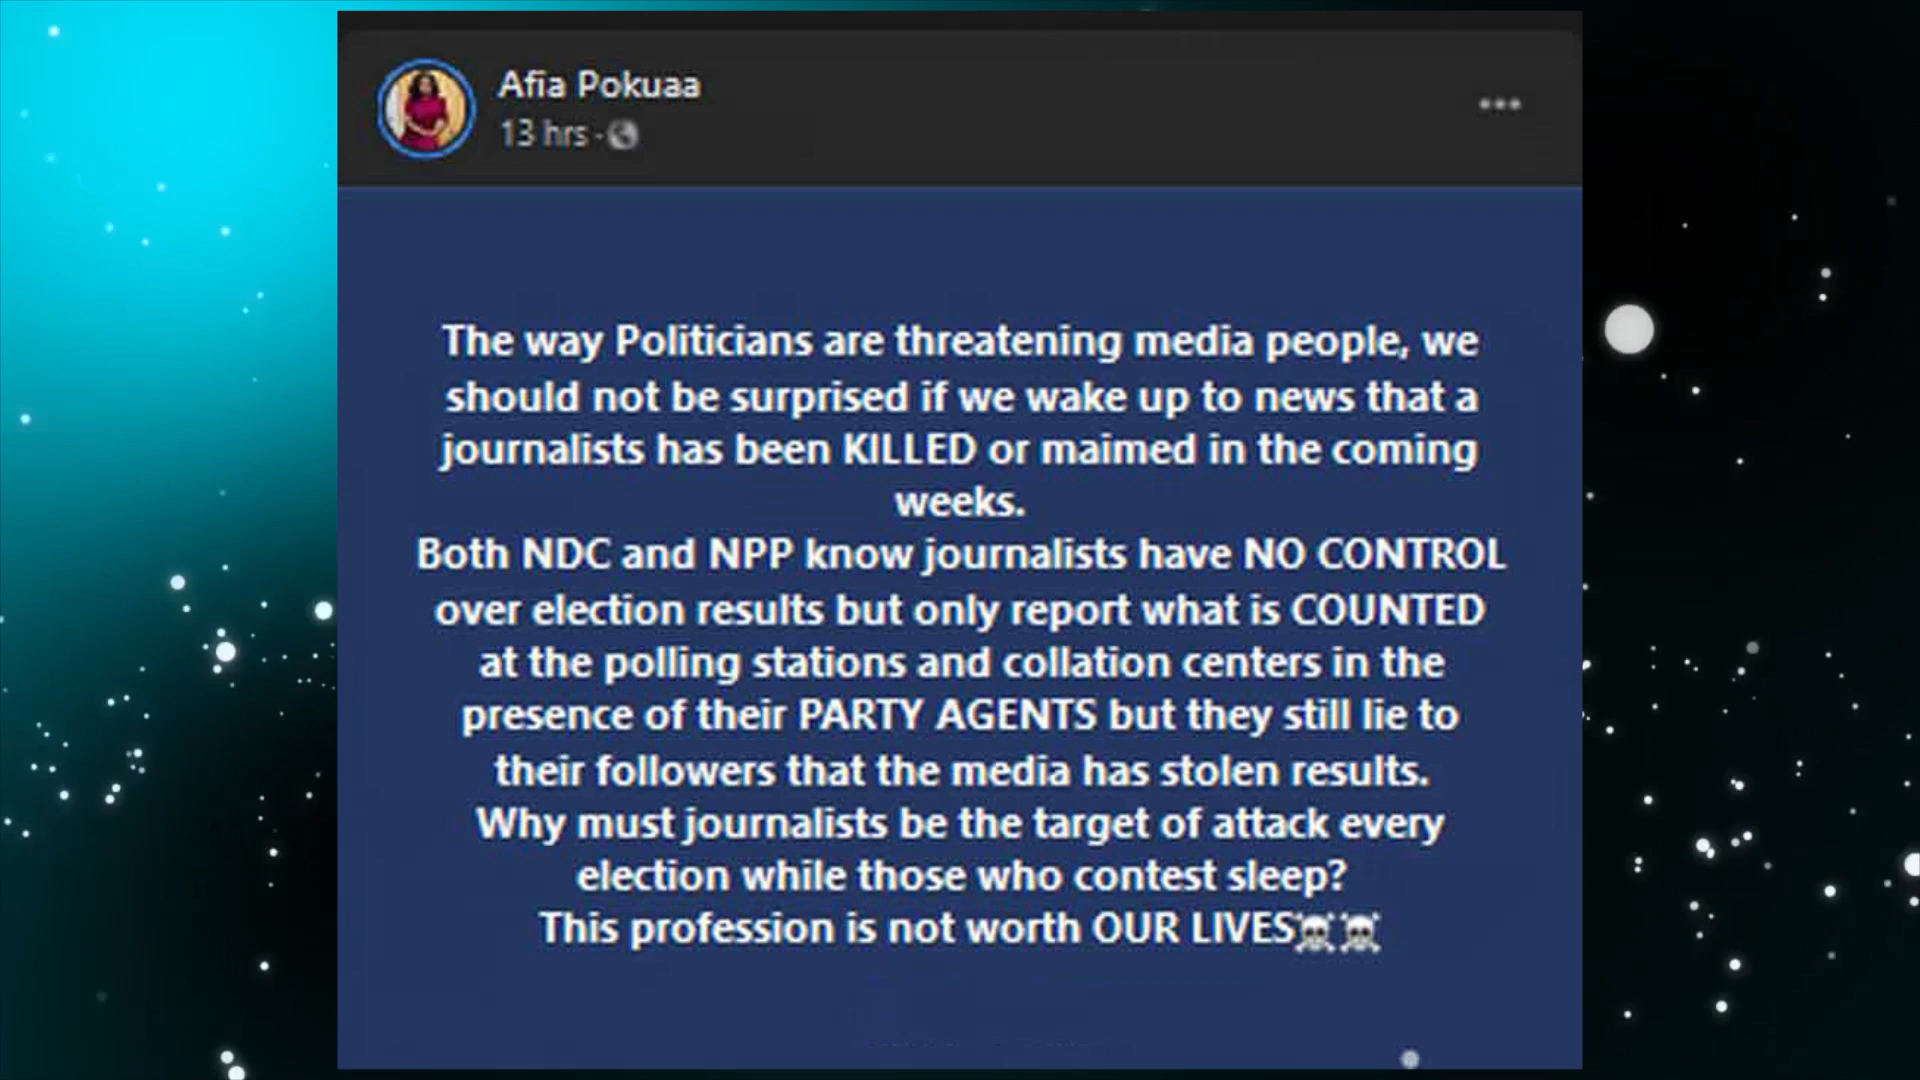 Afia Pokuaa
13 hrs ·
The way Politicians are threatening media people, we
should not be surprised if we wake up to news that a
journalists has been KILLED or maimed in the coming
weeks.
Both NDC and NPP know journalists have NO CONTROL
over election results but only report what is COUNTED
at the polling stations and collation centers in the
presence of their PARTY AGENTS but they still lie to
their followers that the media has stolen results.
Why must journalists be the target of attack every
election while those who contest sleep?
This profession is not worth OUR LIVES☠☠